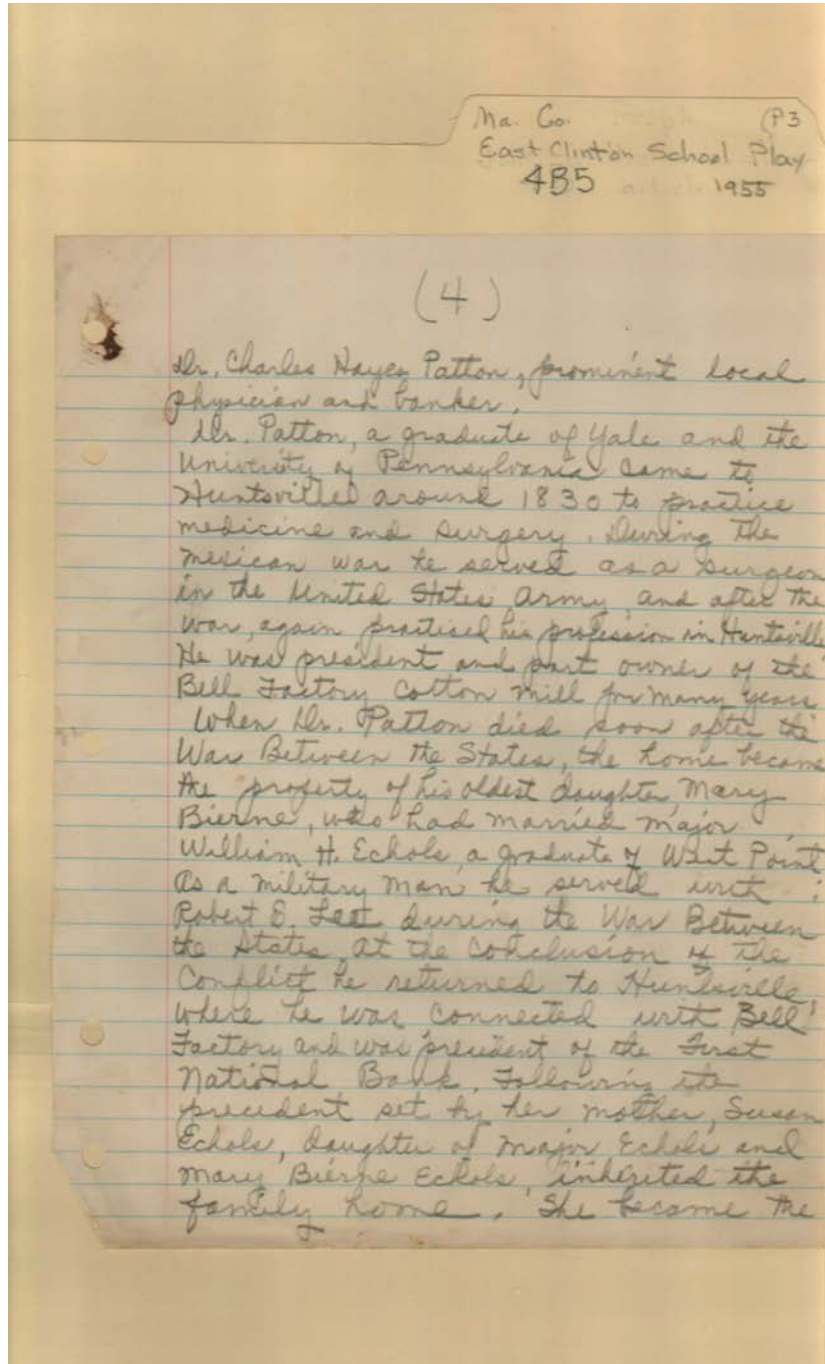 Ma. Co. (P3
East Clinton School Play
4B5 1955
(4)
Dr. Charles Hayes Patton, prominent local
physician and banker.
Dr. Patton, a graduate of Yale and the
University of Pennsylvania came to
Huntsville around 1830 to practice
medicine and surgery. During the
Mexican war he served as a surgeon
in the United States Army, and after the
war, again practised his profession in Huntsville
He was president and part owner of the
Bell Factory Cotton Mill for many years
When Dr. Patton died soon after the
War Between the States, the home became
the property of his oldest daughter, Mary
Bierne, who had married Major
William H. Echols, a graduate of West Point
As a military man he served with
Robert E. Lee during the War Between
the States. At the conclusion of the
Conflict he returned to Huntsville,
where he was connected with Bell
Factory and was president of the First
National Bank. Following the
precedent set by her mother, Susan
Echols, daughter of Major Echols and
Mary Bierne Echols, inherited the
family home. She became the